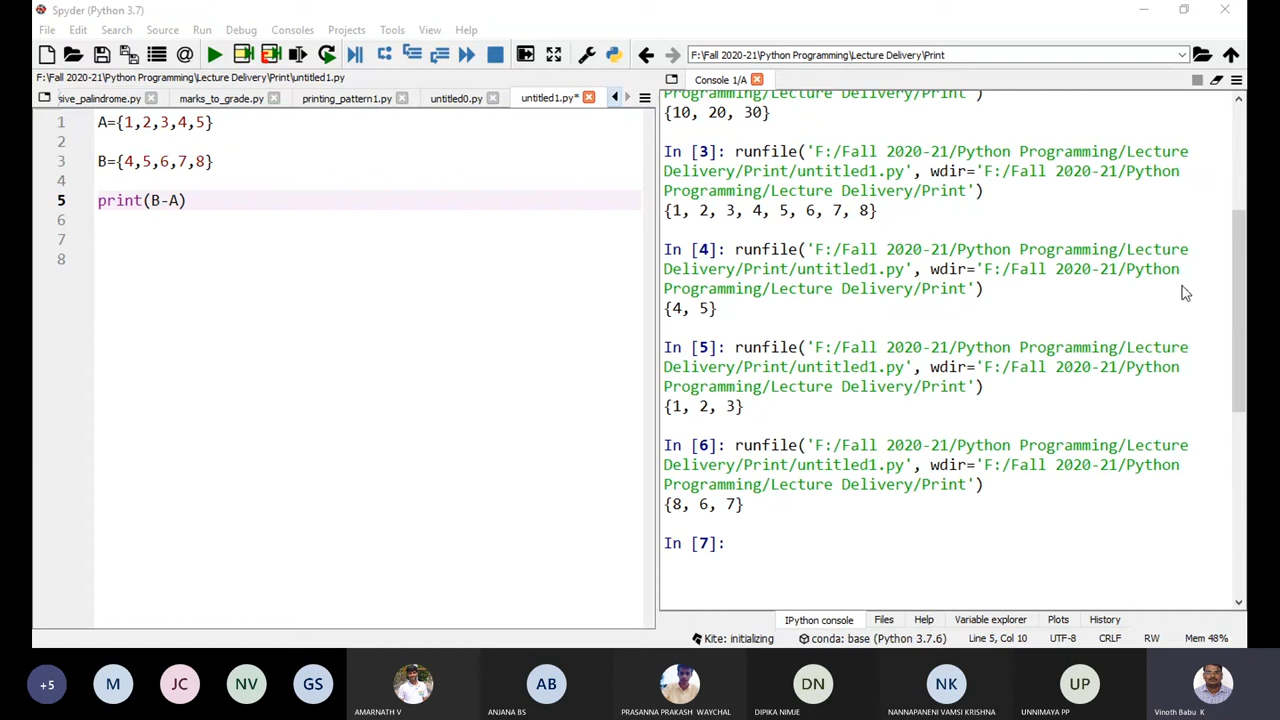 Spyder (Python 3.7)
File Edit Search Source Run Debug Consoles Projects Tools View Help
F:\Fall 2020-21\Python Programming\Lecture Delivery\Print
F:\Fall 2020-21\Python Programming\Lecture Delivery\Print\untitled1.py
sive_palindrome.py marks_to_grade.py printing_pattern1.py untitled0.py untitled1.py*
1 A={1,2,3,4,5}
2
3 B={4,5,6,7,8}
4
5 print(B-A)
6
7
8
Console 1/A
Programming/Lecture Delivery/Print')
{10, 20, 30}
In [3]: runfile('F:/Fall 2020-21/Python Programming/Lecture
Delivery/Print/untitled1.py', wdir='F:/Fall 2020-21/Python
Programming/Lecture Delivery/Print')
{1, 2, 3, 4, 5, 6, 7, 8}
In [4]: runfile('F:/Fall 2020-21/Python Programming/Lecture
Delivery/Print/untitled1.py', wdir='F:/Fall 2020-21/Python
Programming/Lecture Delivery/Print')
{4, 5}
In [5]: runfile('F:/Fall 2020-21/Python Programming/Lecture
Delivery/Print/untitled1.py', wdir='F:/Fall 2020-21/Python
Programming/Lecture Delivery/Print')
{1, 2, 3}
In [6]: runfile('F:/Fall 2020-21/Python Programming/Lecture
Delivery/Print/untitled1.py', wdir='F:/Fall 2020-21/Python
Programming/Lecture Delivery/Print')
{8, 6, 7}
In [7]:
IPython console Files Help Variable explorer Plots History
Kite: initializing conda: base (Python 3.7.6) Line 5, Col 10 UTF-8 CRLF RW Mem 48%
+5 M JC NV GS AB DN NK UP
AMARNATH V ANJANA BS PRASANNA PRAKASH WAYCHAL DIPIKA NIMJE NANNAPANENI VAMSI KRISHNA UNNIMAYA PP Vinoth Babu K